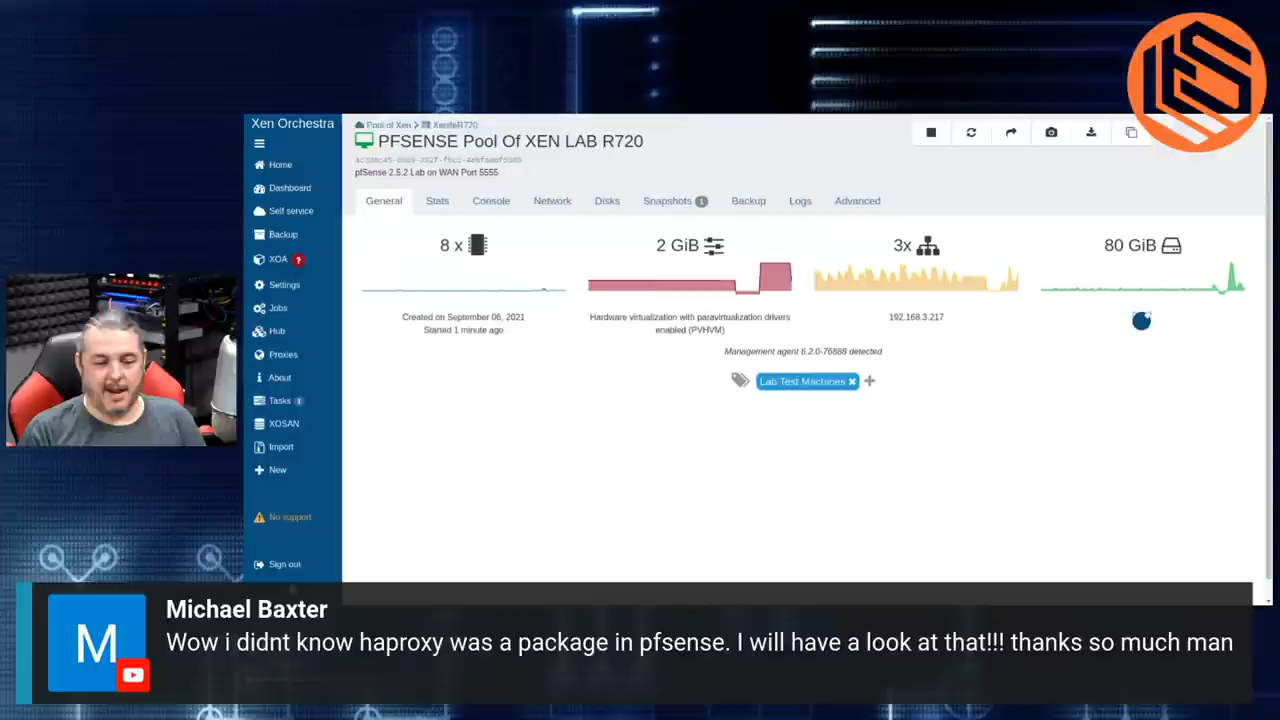 Xen Orchestra
Home
Dashboard
Self service
Backup
XOA ?
Settings
Jobs
Hub
Proxies
About
Tasks 1
XOSAN
Import
New
No support
Sign out
Pool of Xen > XenfleR720
PFSENSE Pool Of XEN LAB R720
pfSense 2.5.2 Lab on WAN Port 5555
General Stats Console Network Disks Snapshots 1 Backup Logs Advanced
8 x 2 GiB 3x 80 GiB
Created on September 06, 2021
Started 1 minute ago
Hardware virtualization with paravirtualization drivers
enabled (PVHVM)
192.168.3.217
Management agent 6.2.0-76888 detected
Lab Test Machines
Michael Baxter
M
Wow i didnt know haproxy was a package in pfsense. I will have a look at that!!! thanks so much man